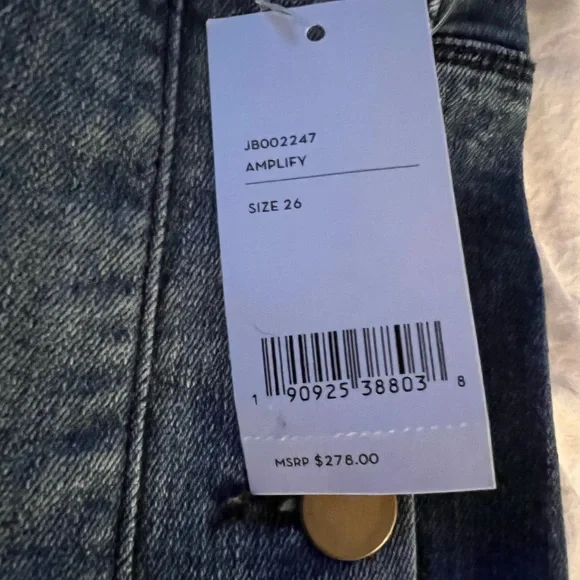 JB002247
AMPLIFY
SIZE 26
1 90925 38803 8
MSRP $278.00